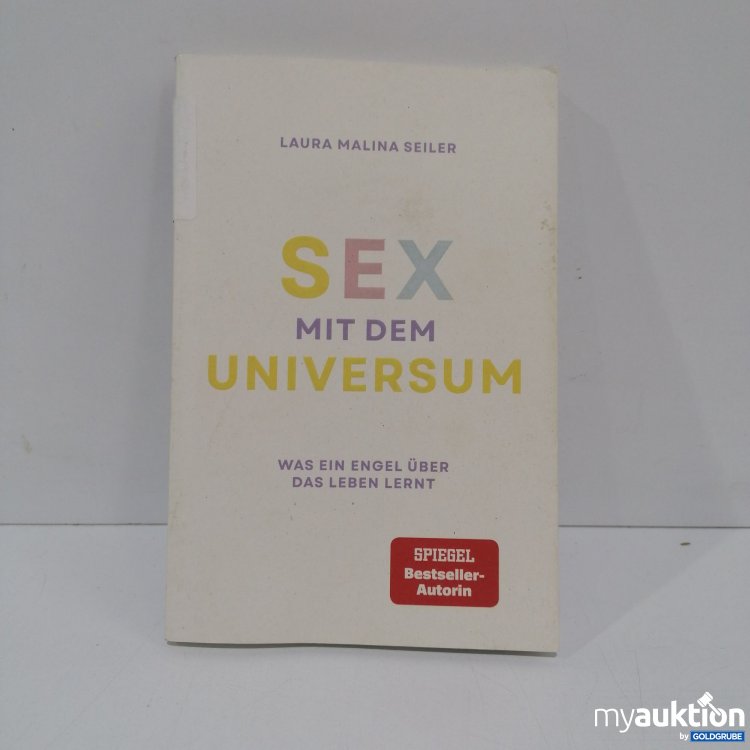 LAURA MALINA SEILER
SEX
MIT DEM
UNIVERSUM
WAS EIN ENGEL ÜBER
DAS LEBEN LERNT
SPIEGEL
Bestseller-
Autorin
myauktion
by GOLDGRUBE